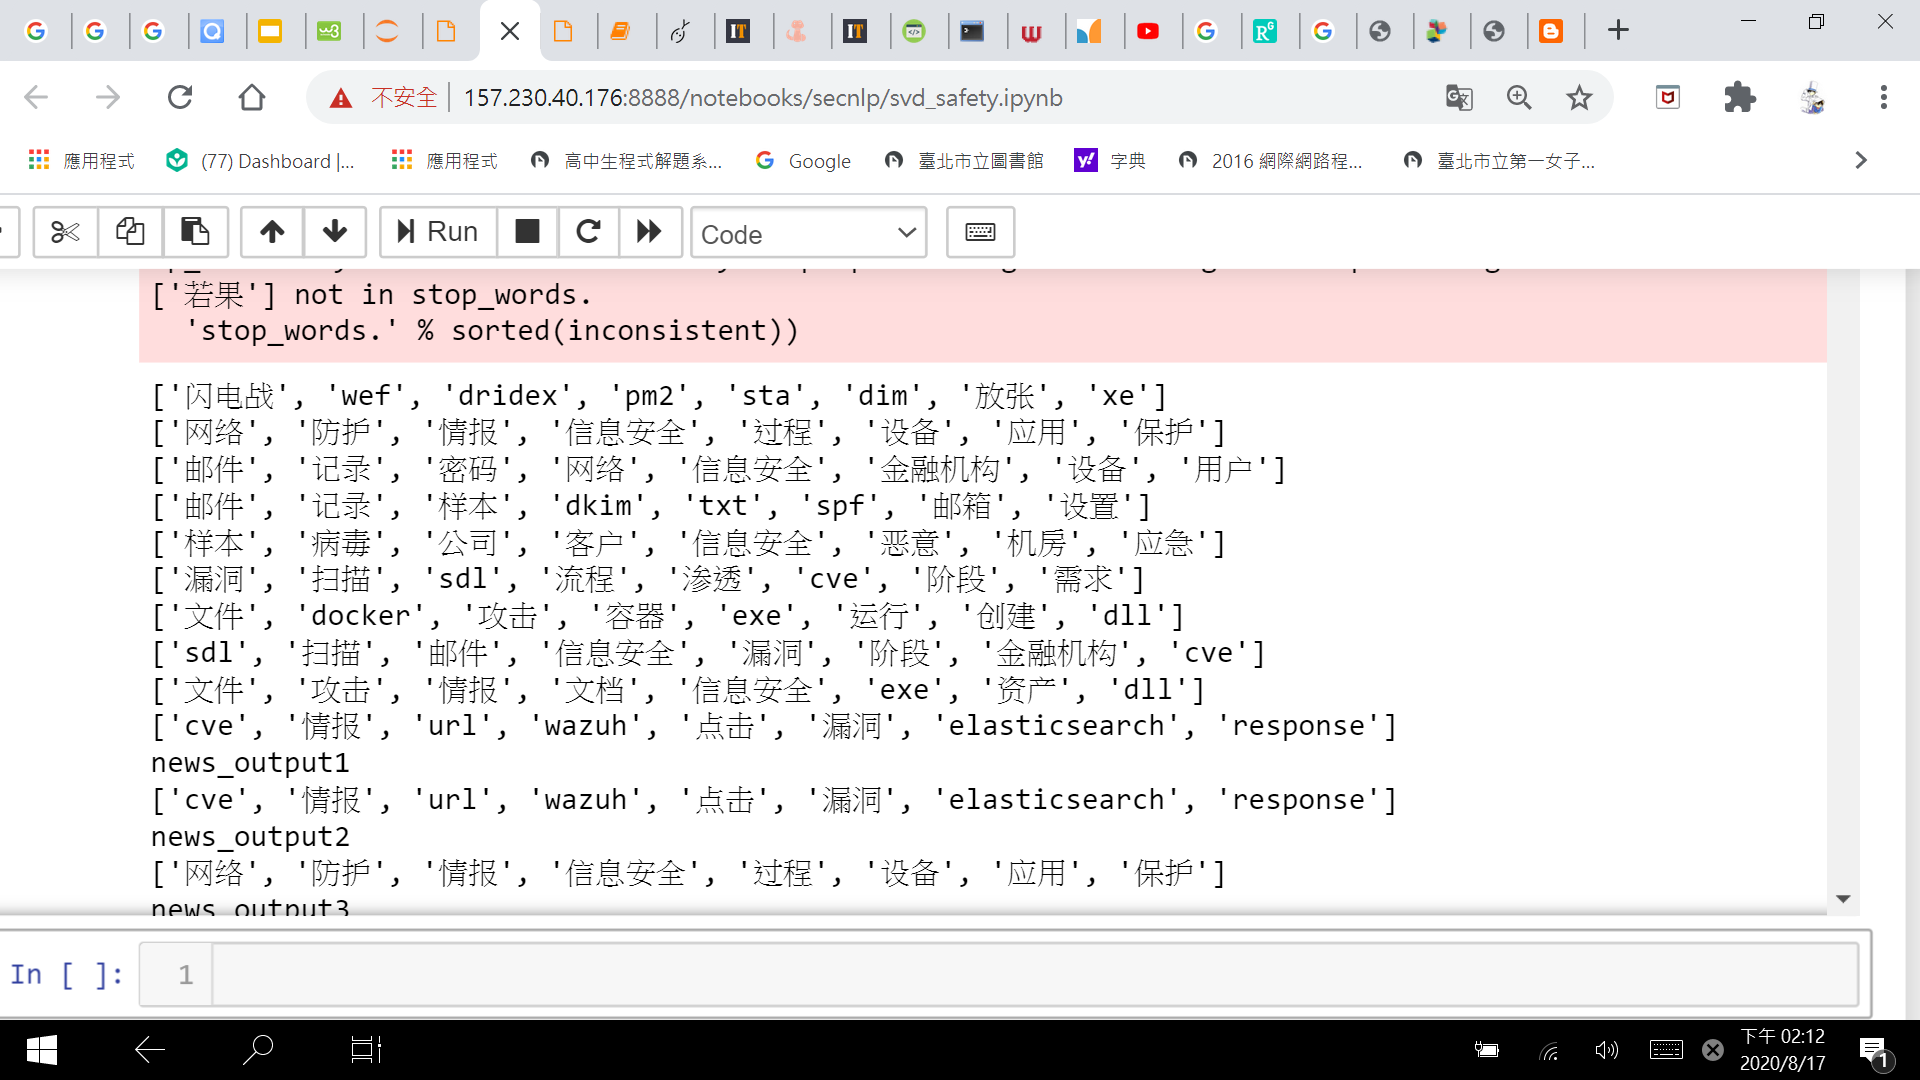 不安全 157.230.40.176:8888/notebooks/secnlp/svd_safety.ipynb
應用程式 (77) Dashboard |... 應用程式 高中生程式解題系... Google 臺北市立圖書館 字典 2016 網際網路程... 臺北市立第一女子...
Run Code
['若果'] not in stop_words.
'stop_words.' % sorted(inconsistent))
['闪电战', 'wef', 'dridex', 'pm2', 'sta', 'dim', '放张', 'xe']
['网络', '防护', '情报', '信息安全', '过程', '设备', '应用', '保护']
['邮件', '记录', '密码', '网络', '信息安全', '金融机构', '设备', '用户']
['邮件', '记录', '样本', 'dkim', 'txt', 'spf', '邮箱', '设置']
['样本', '病毒', '公司', '客户', '信息安全', '恶意', '机房', '应急']
['漏洞', '扫描', 'sdl', '流程', '渗透', 'cve', '阶段', '需求']
['文件', 'docker', '攻击', '容器', 'exe', '运行', '创建', 'dll']
['sdl', '扫描', '邮件', '信息安全', '漏洞', '阶段', '金融机构', 'cve']
['文件', '攻击', '情报', '文档', '信息安全', 'exe', '资产', 'dll']
['cve', '情报', 'url', 'wazuh', '点击', '漏洞', 'elasticsearch', 'response']
news_output1
['cve', '情报', 'url', 'wazuh', '点击', '漏洞', 'elasticsearch', 'response']
news_output2
['网络', '防护', '情报', '信息安全', '过程', '设备', '应用', '保护']
news_output3
In [ ]: 1
下午 02:12
2020/8/17
1